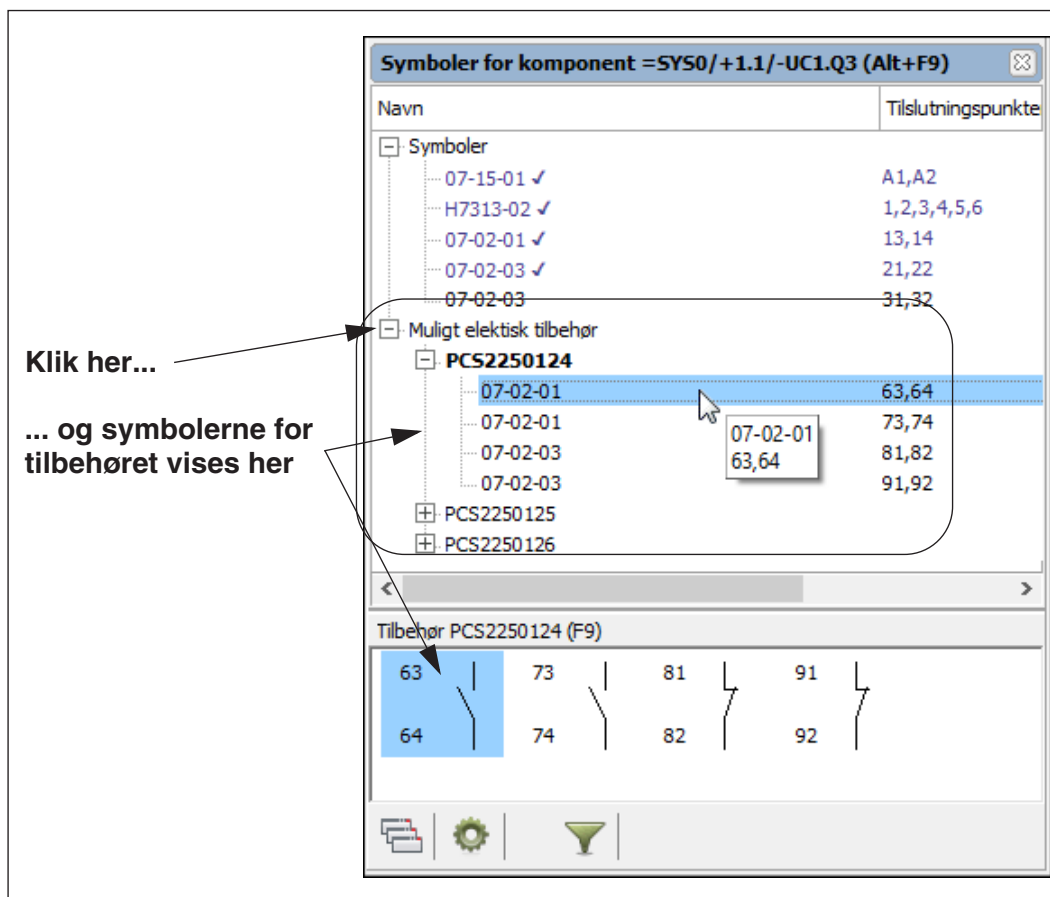 Symboler for komponent =SYS0/+1.1/-UC1.Q3 (Alt+F9)
Navn Tilslutningspunkte
Symboler
07-15-01 ✓ A1,A2
H7313-02 ✓ 1,2,3,4,5,6
07-02-01 ✓ 13,14
07-02-03 ✓ 21,22
07-02-03 31,32
Muligt elektisk tilbehør
Klik her...
PCS2250124
07-02-01 63,64
... og symbolerne for
tilbehøret vises her
07-02-01 73,74
07-02-03 81,82
07-02-03 91,92
07-02-01
63,64
PCS2250125
PCS2250126
Tilbehør PCS2250124 (F9)
63 73 81 91
64 74 82 92